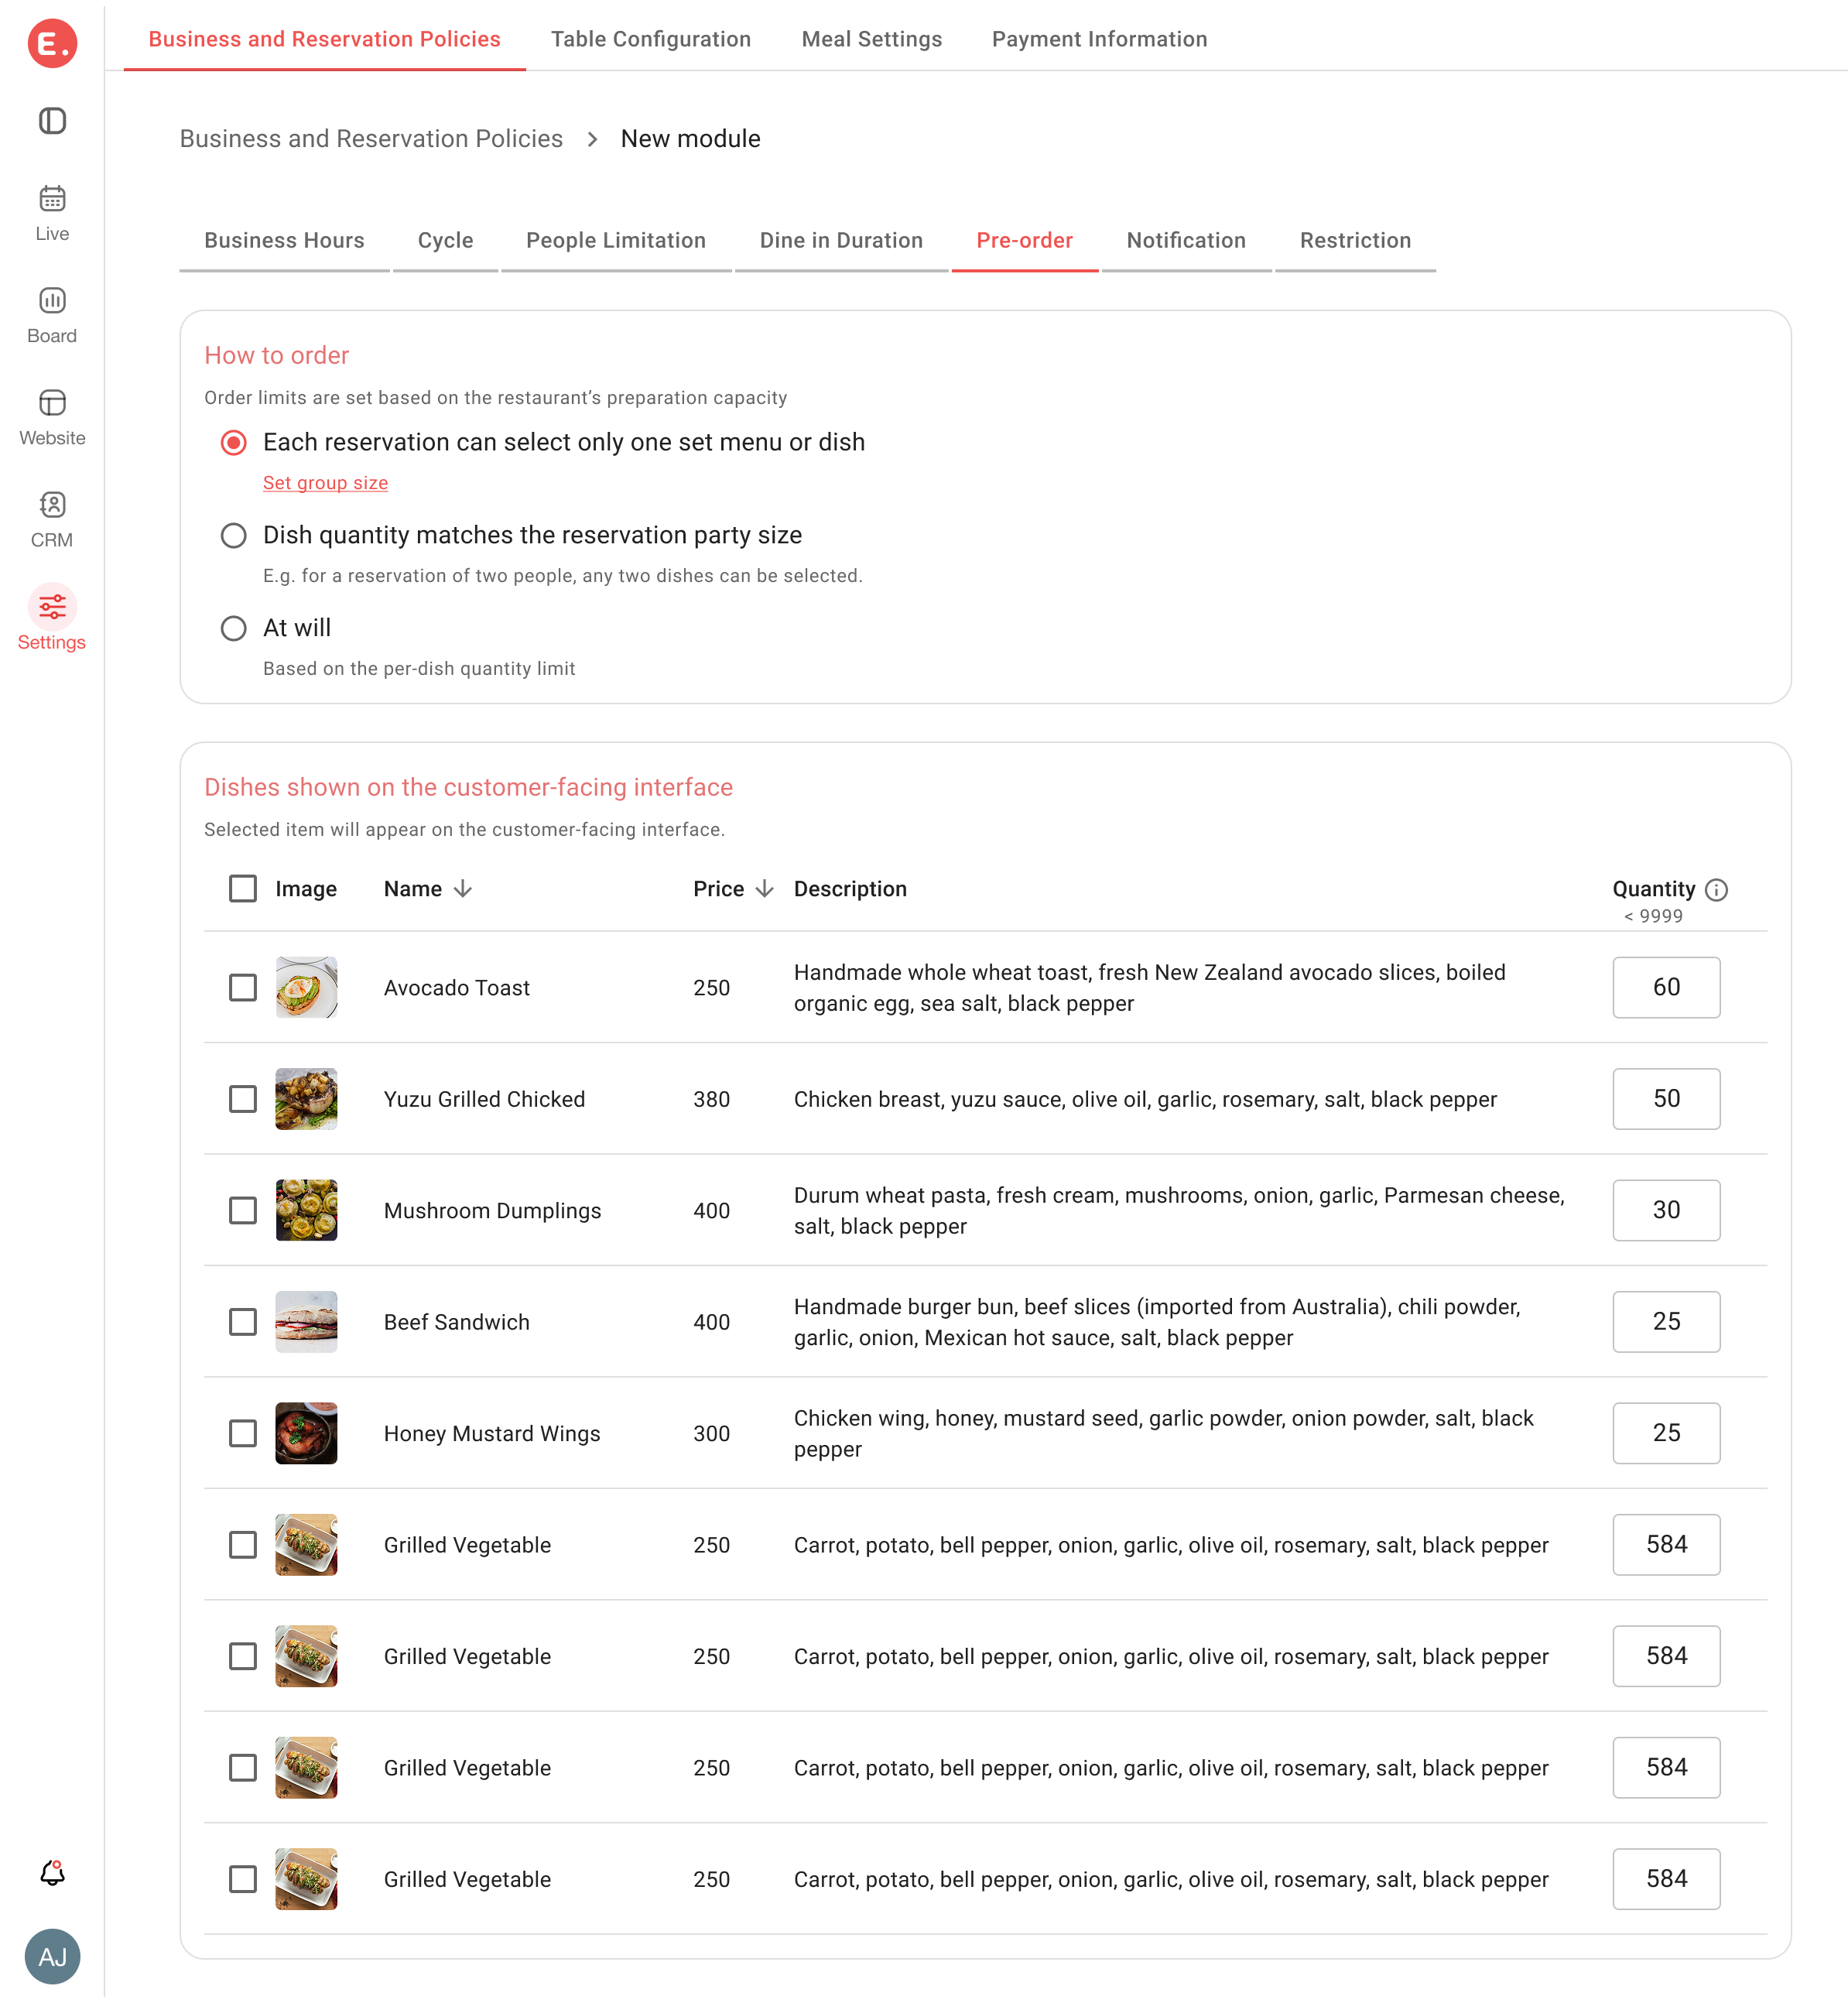 E.
Business and Reservation Policies
Table Configuration
Meal Settings
Payment Information
Live
Board
Website
CRM
Settings
AJ
Business and Reservation Policies > New module
Business Hours
Cycle
People Limitation
Dine in Duration
Pre-order
Notification
Restriction
How to order
Order limits are set based on the restaurant’s preparation capacity
Each reservation can select only one set menu or dish
Set group size
Dish quantity matches the reservation party size
E.g. for a reservation of two people, any two dishes can be selected.
At will
Based on the per-dish quantity limit
Dishes shown on the customer-facing interface
Selected item will appear on the customer-facing interface.
Image Name Price Description Quantity
< 9999
Avocado Toast 250 Handmade whole wheat toast, fresh New Zealand avocado slices, boiled
organic egg, sea salt, black pepper
60
Yuzu Grilled Chicked 380 Chicken breast, yuzu sauce, olive oil, garlic, rosemary, salt, black pepper 50
Mushroom Dumplings 400 Durum wheat pasta, fresh cream, mushrooms, onion, garlic, Parmesan cheese,
salt, black pepper
30
Beef Sandwich 400 Handmade burger bun, beef slices (imported from Australia), chili powder,
garlic, onion, Mexican hot sauce, salt, black pepper
25
Honey Mustard Wings 300 Chicken wing, honey, mustard seed, garlic powder, onion powder, salt, black
pepper
25
Grilled Vegetable 250 Carrot, potato, bell pepper, onion, garlic, olive oil, rosemary, salt, black pepper 584
Grilled Vegetable 250 Carrot, potato, bell pepper, onion, garlic, olive oil, rosemary, salt, black pepper 584
Grilled Vegetable 250 Carrot, potato, bell pepper, onion, garlic, olive oil, rosemary, salt, black pepper 584
Grilled Vegetable 250 Carrot, potato, bell pepper, onion, garlic, olive oil, rosemary, salt, black pepper 584